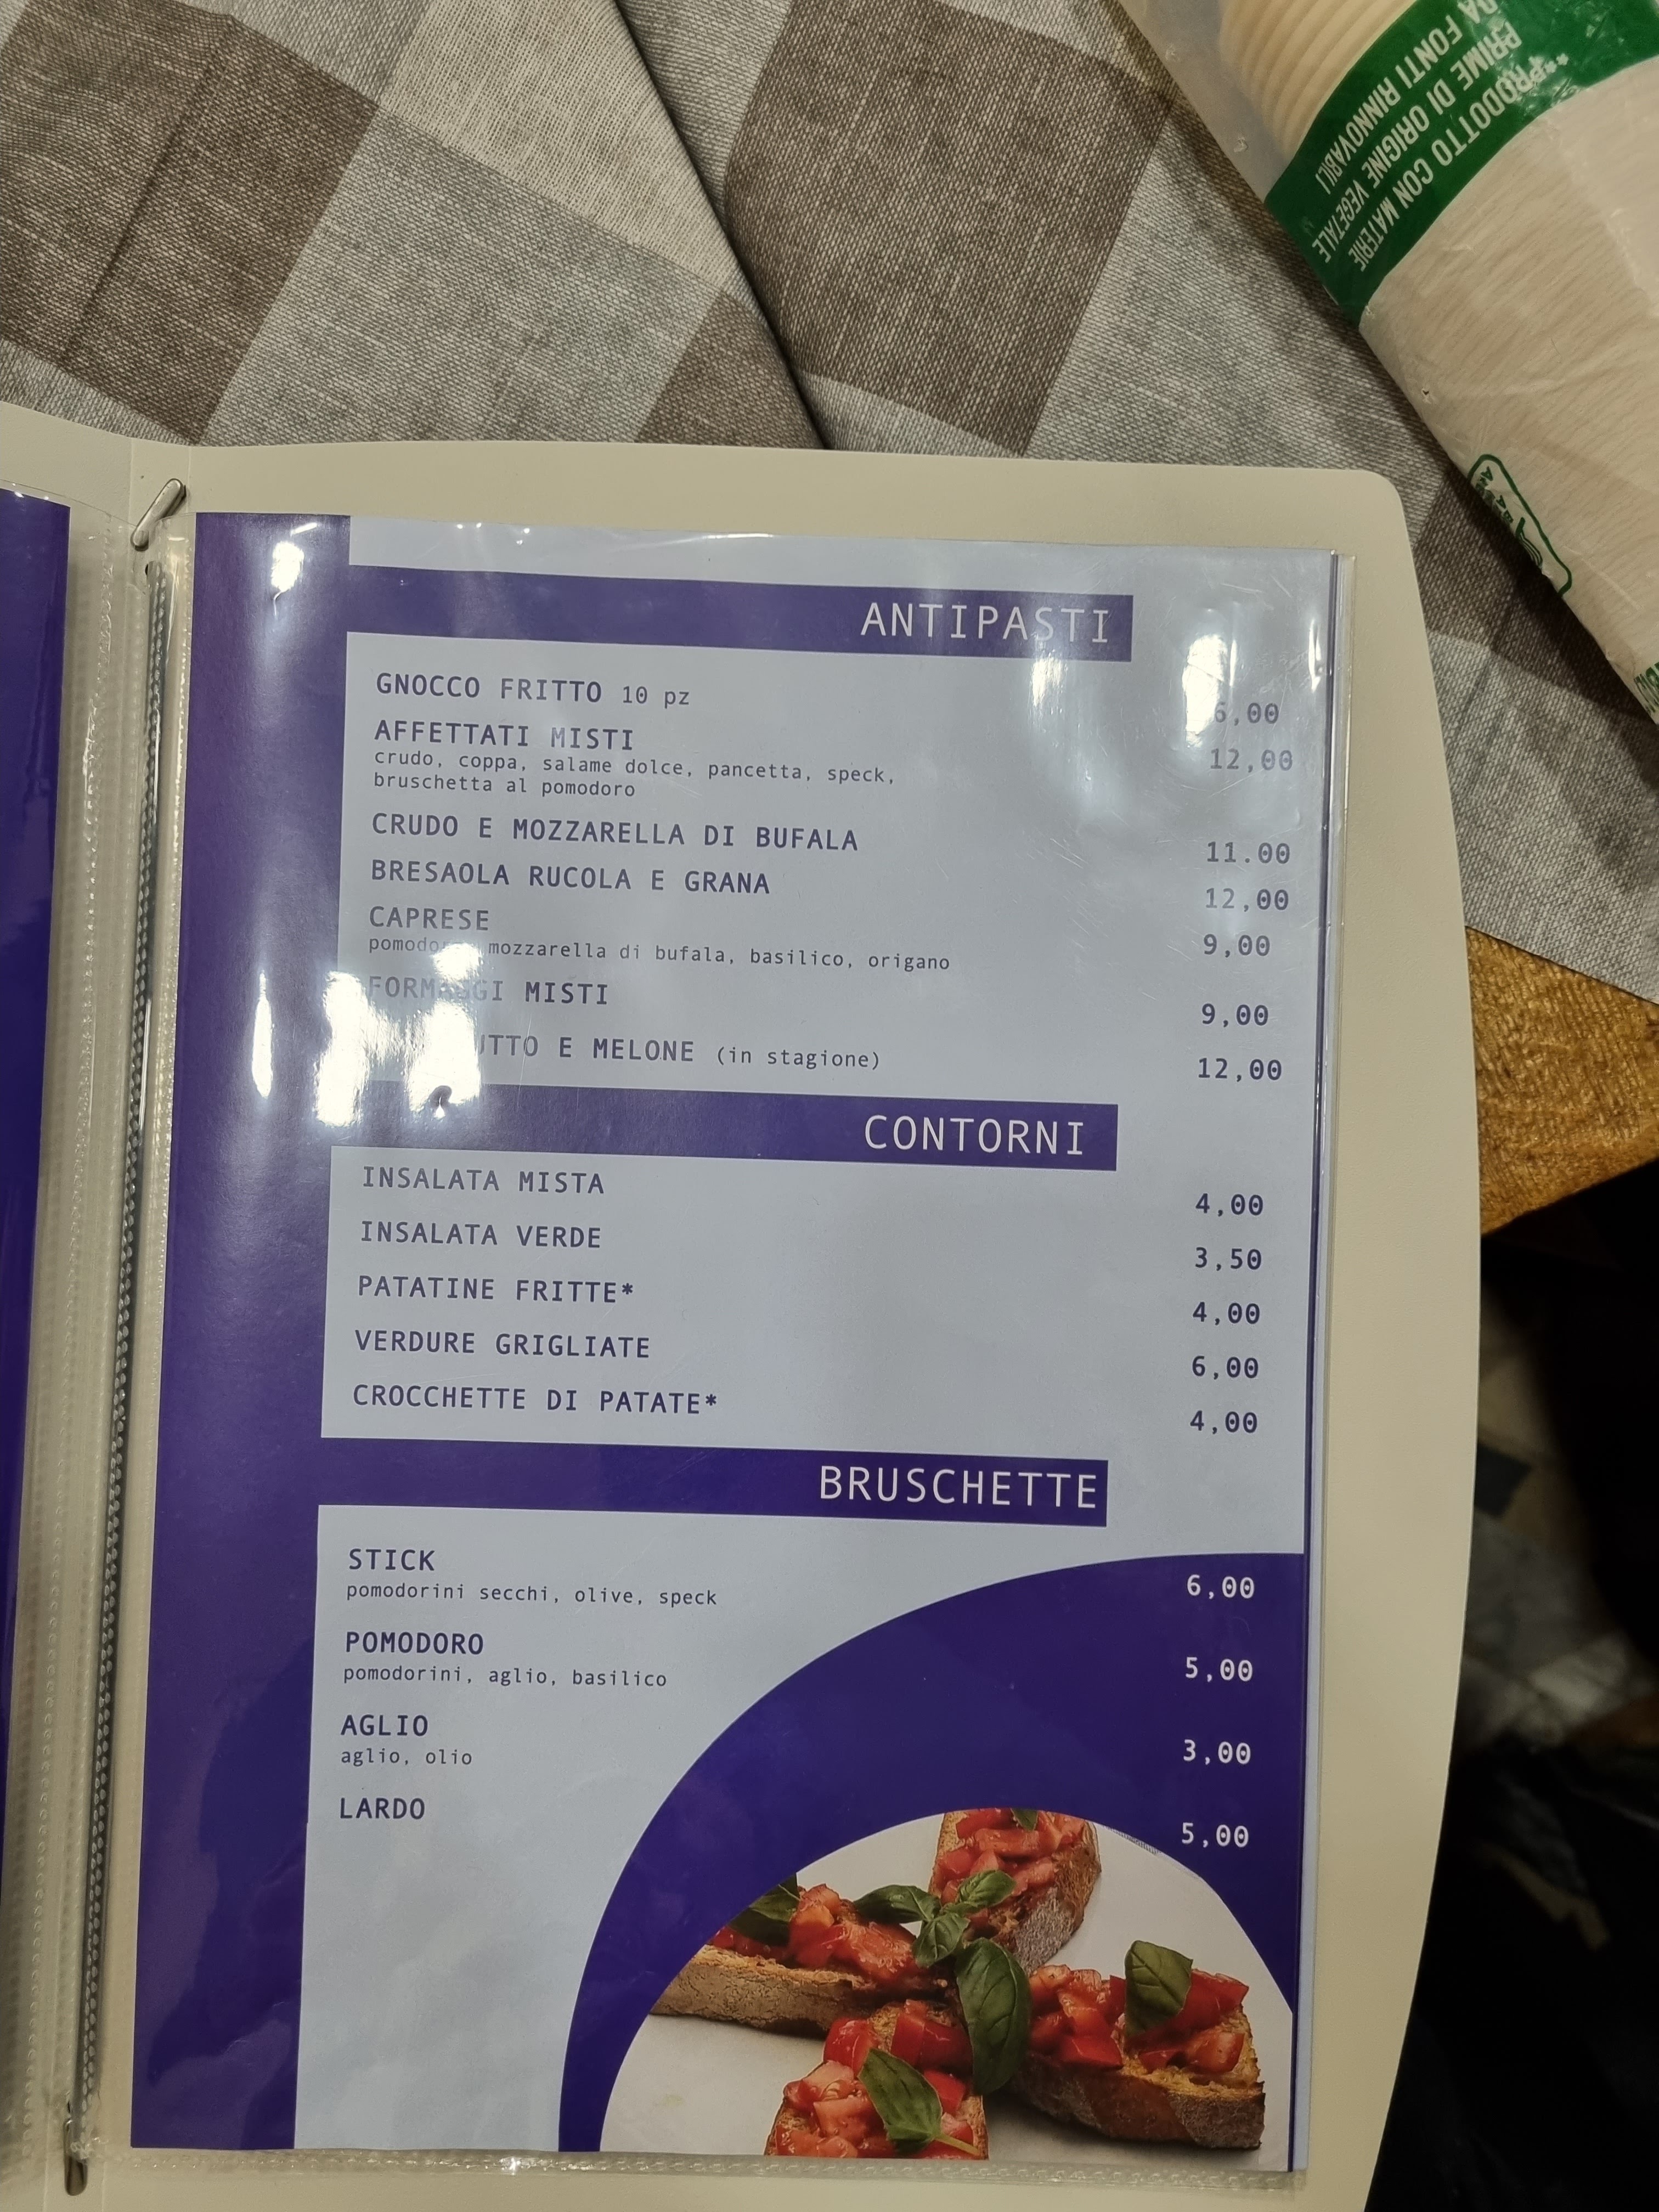 **PRODOTTO CON MATERIE
PRIME DI ORIGINE VEGETALE
DA FONTI RINNOVABILI
ANTIPASTI
GNOCCO FRITTO 10 pz 6,00
AFFETTATI MISTI 12,00
crudo, coppa, salame dolce, pancetta, speck,
bruschetta al pomodoro
CRUDO E MOZZARELLA DI BUFALA 11.00
BRESAOLA RUCOLA E GRANA 12,00
CAPRESE 9,00
mozzarella di bufala, basilico, origano
FORMAGGI MISTI 9,00
E MELONE (in stagione) 12,00
CONTORNI
INSALATA MISTA 4,00
INSALATA VERDE 3,50
PATATINE FRITTE* 4,00
VERDURE GRIGLIATE 6,00
CROCCHETTE DI PATATE* 4,00
BRUSCHETTE
STICK 6,00
pomodorini secchi, olive, speck
POMODORO 5,00
pomodorini, aglio, basilico
AGLIO 3,00
aglio, olio
LARDO 5,00